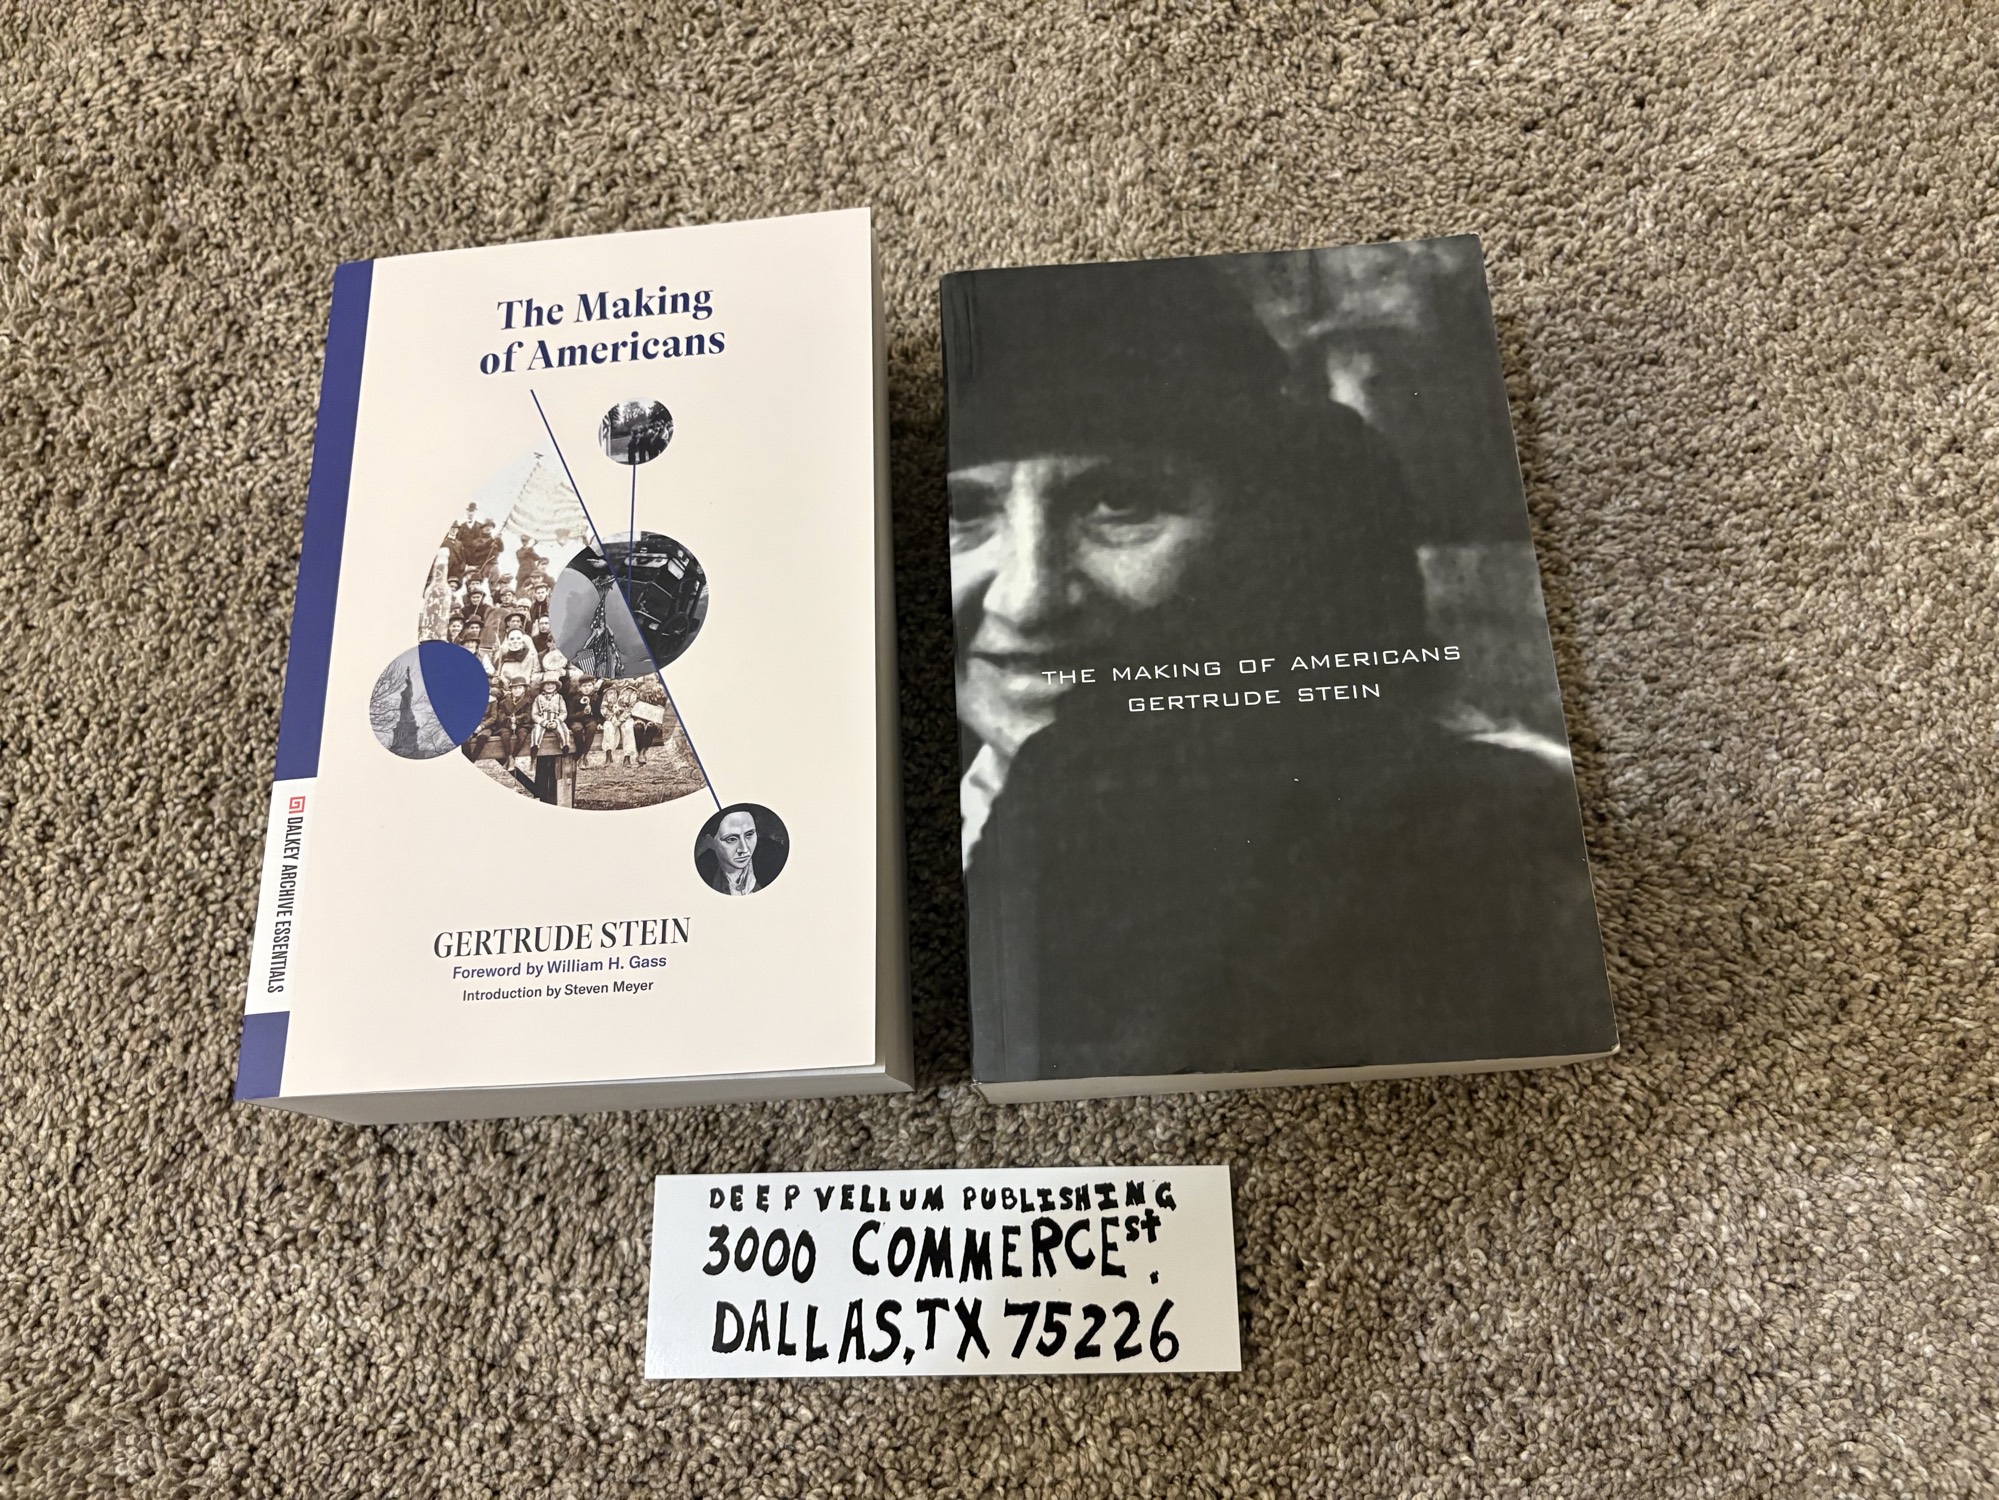 The Making
of Americans
GERTRUDE STEIN
Foreword by William H. Gass
Introduction by Steven Meyer
DALKEY ARCHIVE ESSENTIALS
THE MAKING OF AMERICANS
GERTRUDE STEIN
DEEP VELLUM PUBLISHING
3000 COMMERCE st.
DALLAS, TX 75226